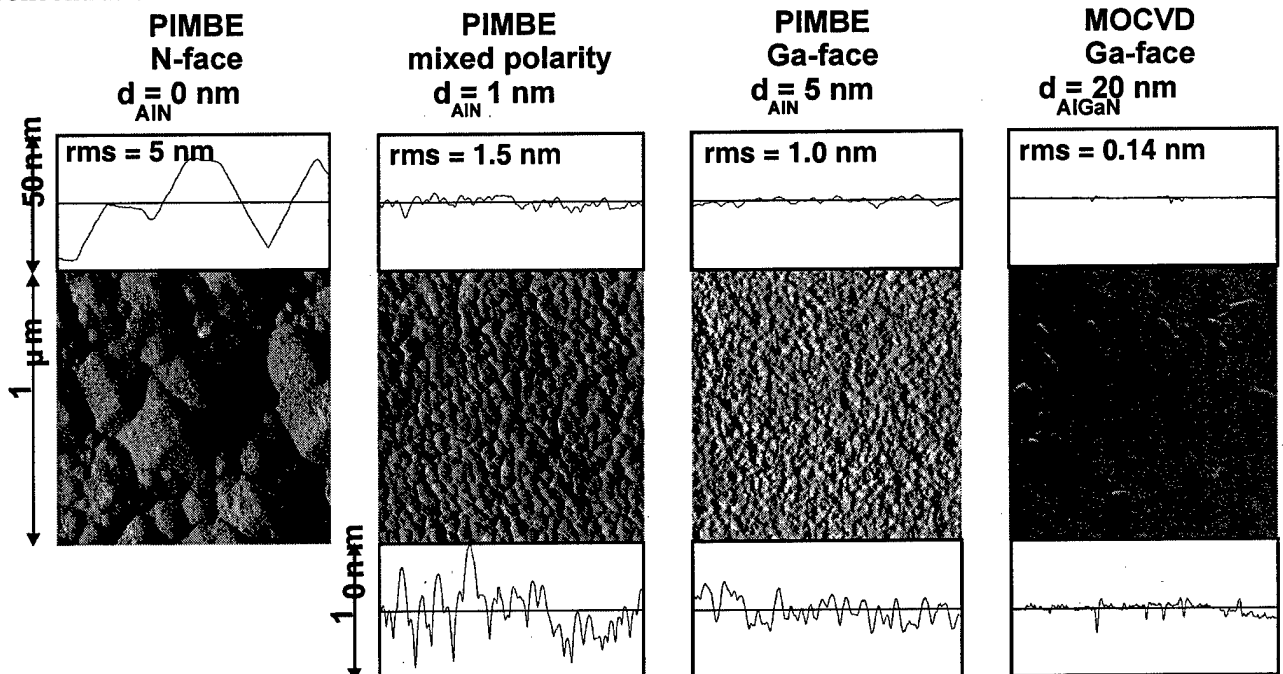 PIMBE
N-face
d = 0 nm
AlN
PIMBE
mixed polarity
d = 1 nm
AlN
PIMBE
Ga-face
d = 5 nm
AlN
MOCVD
Ga-face
d = 20 nm
AlGaN
50 nm
rms = 5 nm
rms = 1.5 nm
rms = 1.0 nm
rms = 0.14 nm
1 µm
10 nm